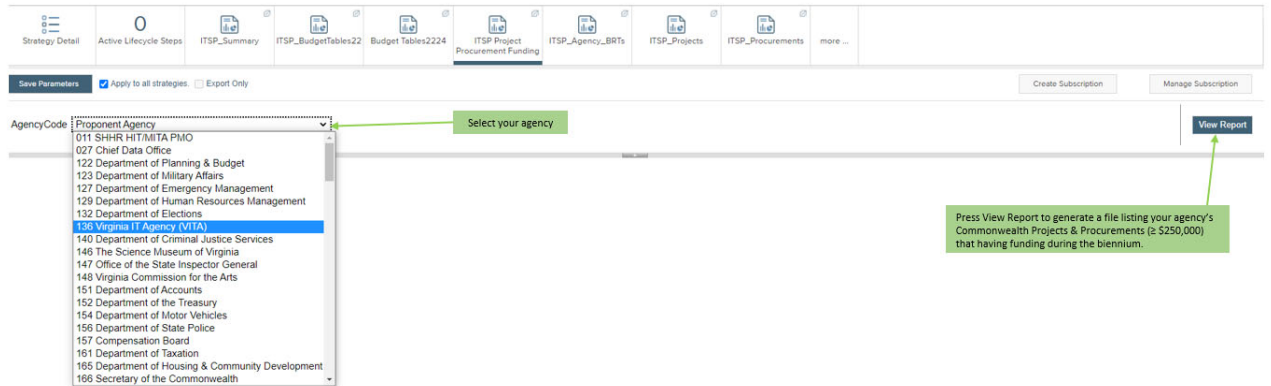 0
Strategy Detail
Active Lifecycle Steps
ITSP_Summary
ITSP_BudgetTables22
Budget Tables2224
ITSP Project
Procurement Funding
ITSP_Agency_BRTs
ITSP_Projects
ITSP_Procurements
more ...
Save Parameters
Apply to all strategies.
Export Only
Create Subscription
Manage Subscription
AgencyCode
Proponent Agency
Select your agency
View Report
011 SHHR HIT/MITA PMO
027 Chief Data Office
122 Department of Planning & Budget
123 Department of Military Affairs
127 Department of Emergency Management
129 Department of Human Resources Management
132 Department of Elections
136 Virginia IT Agency (VITA)
140 Department of Criminal Justice Services
146 The Science Museum of Virginia
147 Office of the State Inspector General
148 Virginia Commission for the Arts
151 Department of Accounts
152 Department of the Treasury
154 Department of Motor Vehicles
156 Department of State Police
157 Compensation Board
161 Department of Taxation
165 Department of Housing & Community Development
166 Secretary of the Commonwealth
Press View Report to generate a file listing your agency's
Commonwealth Projects & Procurements (≥ $250,000)
that having funding during the biennium.